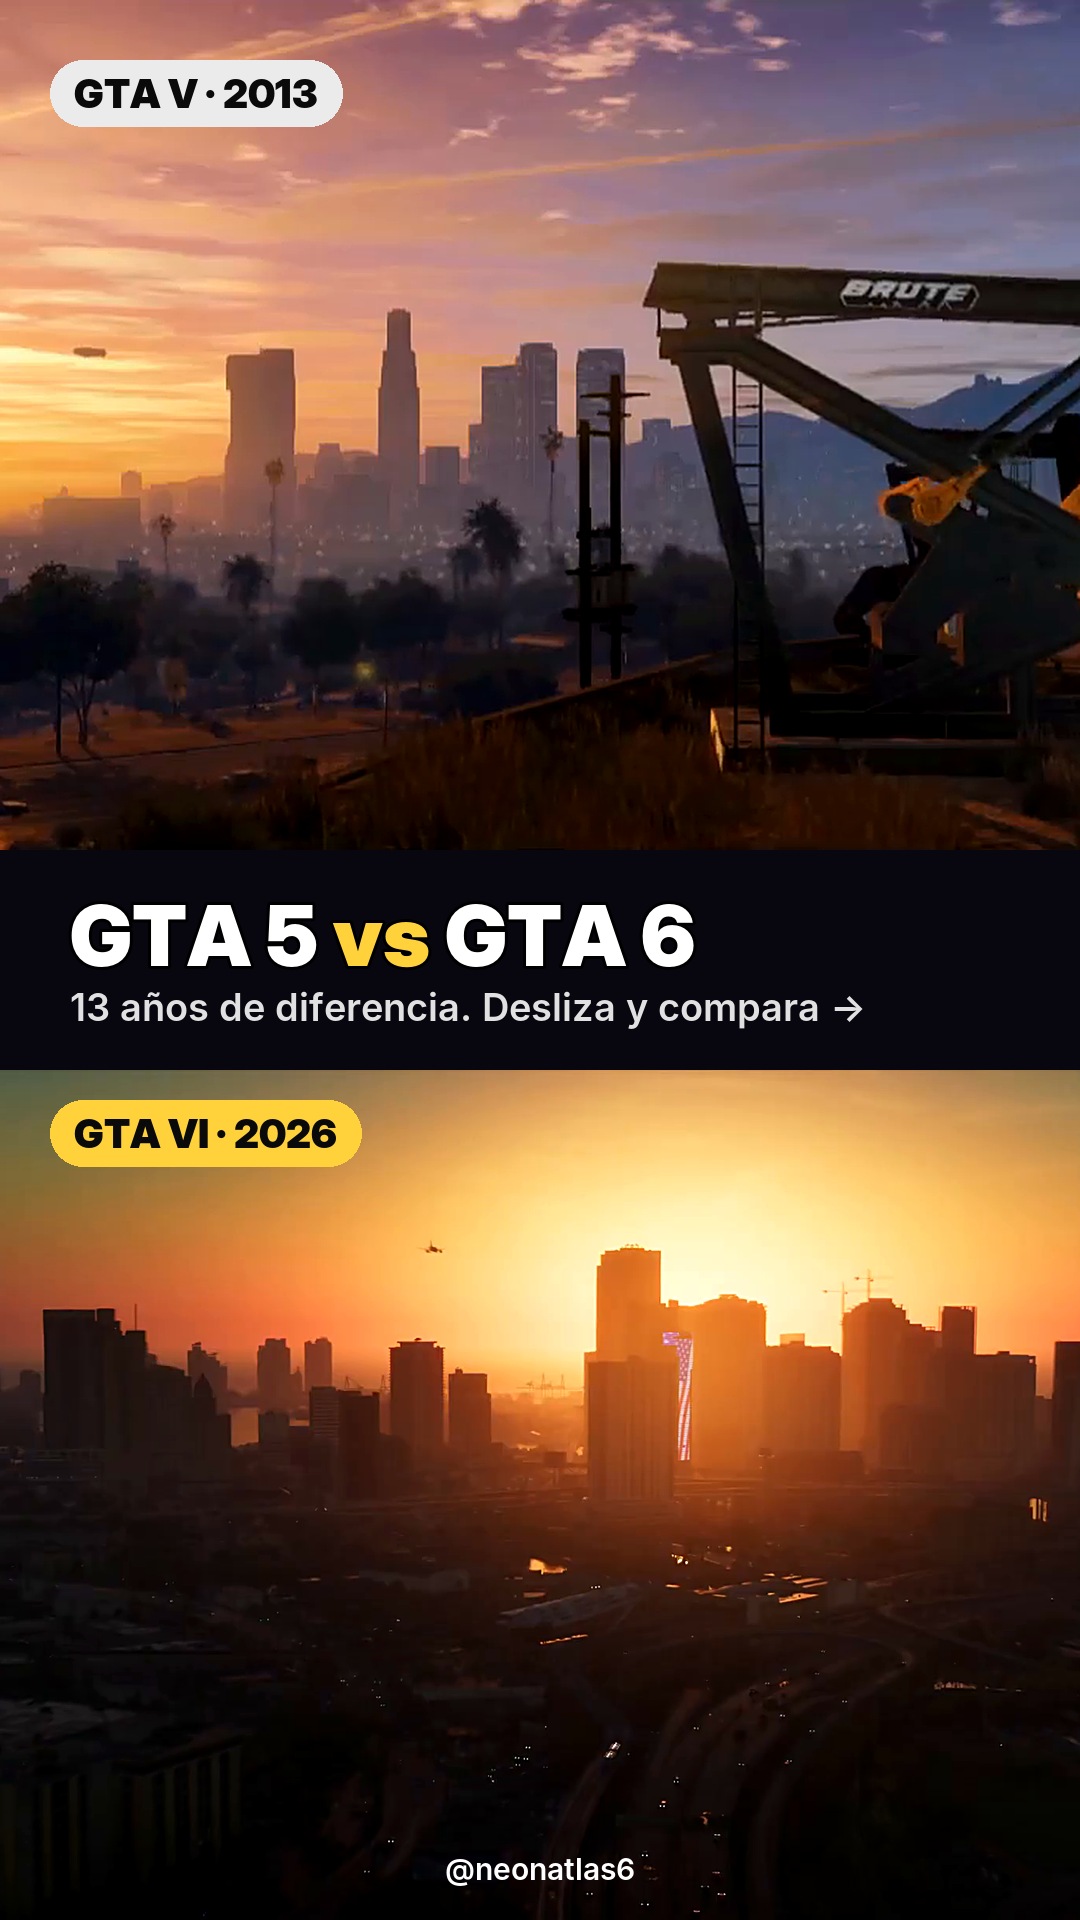 GTA V · 2013
BRUTE
GTA 5 vs GTA 6
13 años de diferencia. Desliza y compara →
GTA VI · 2026
@neonatlas6